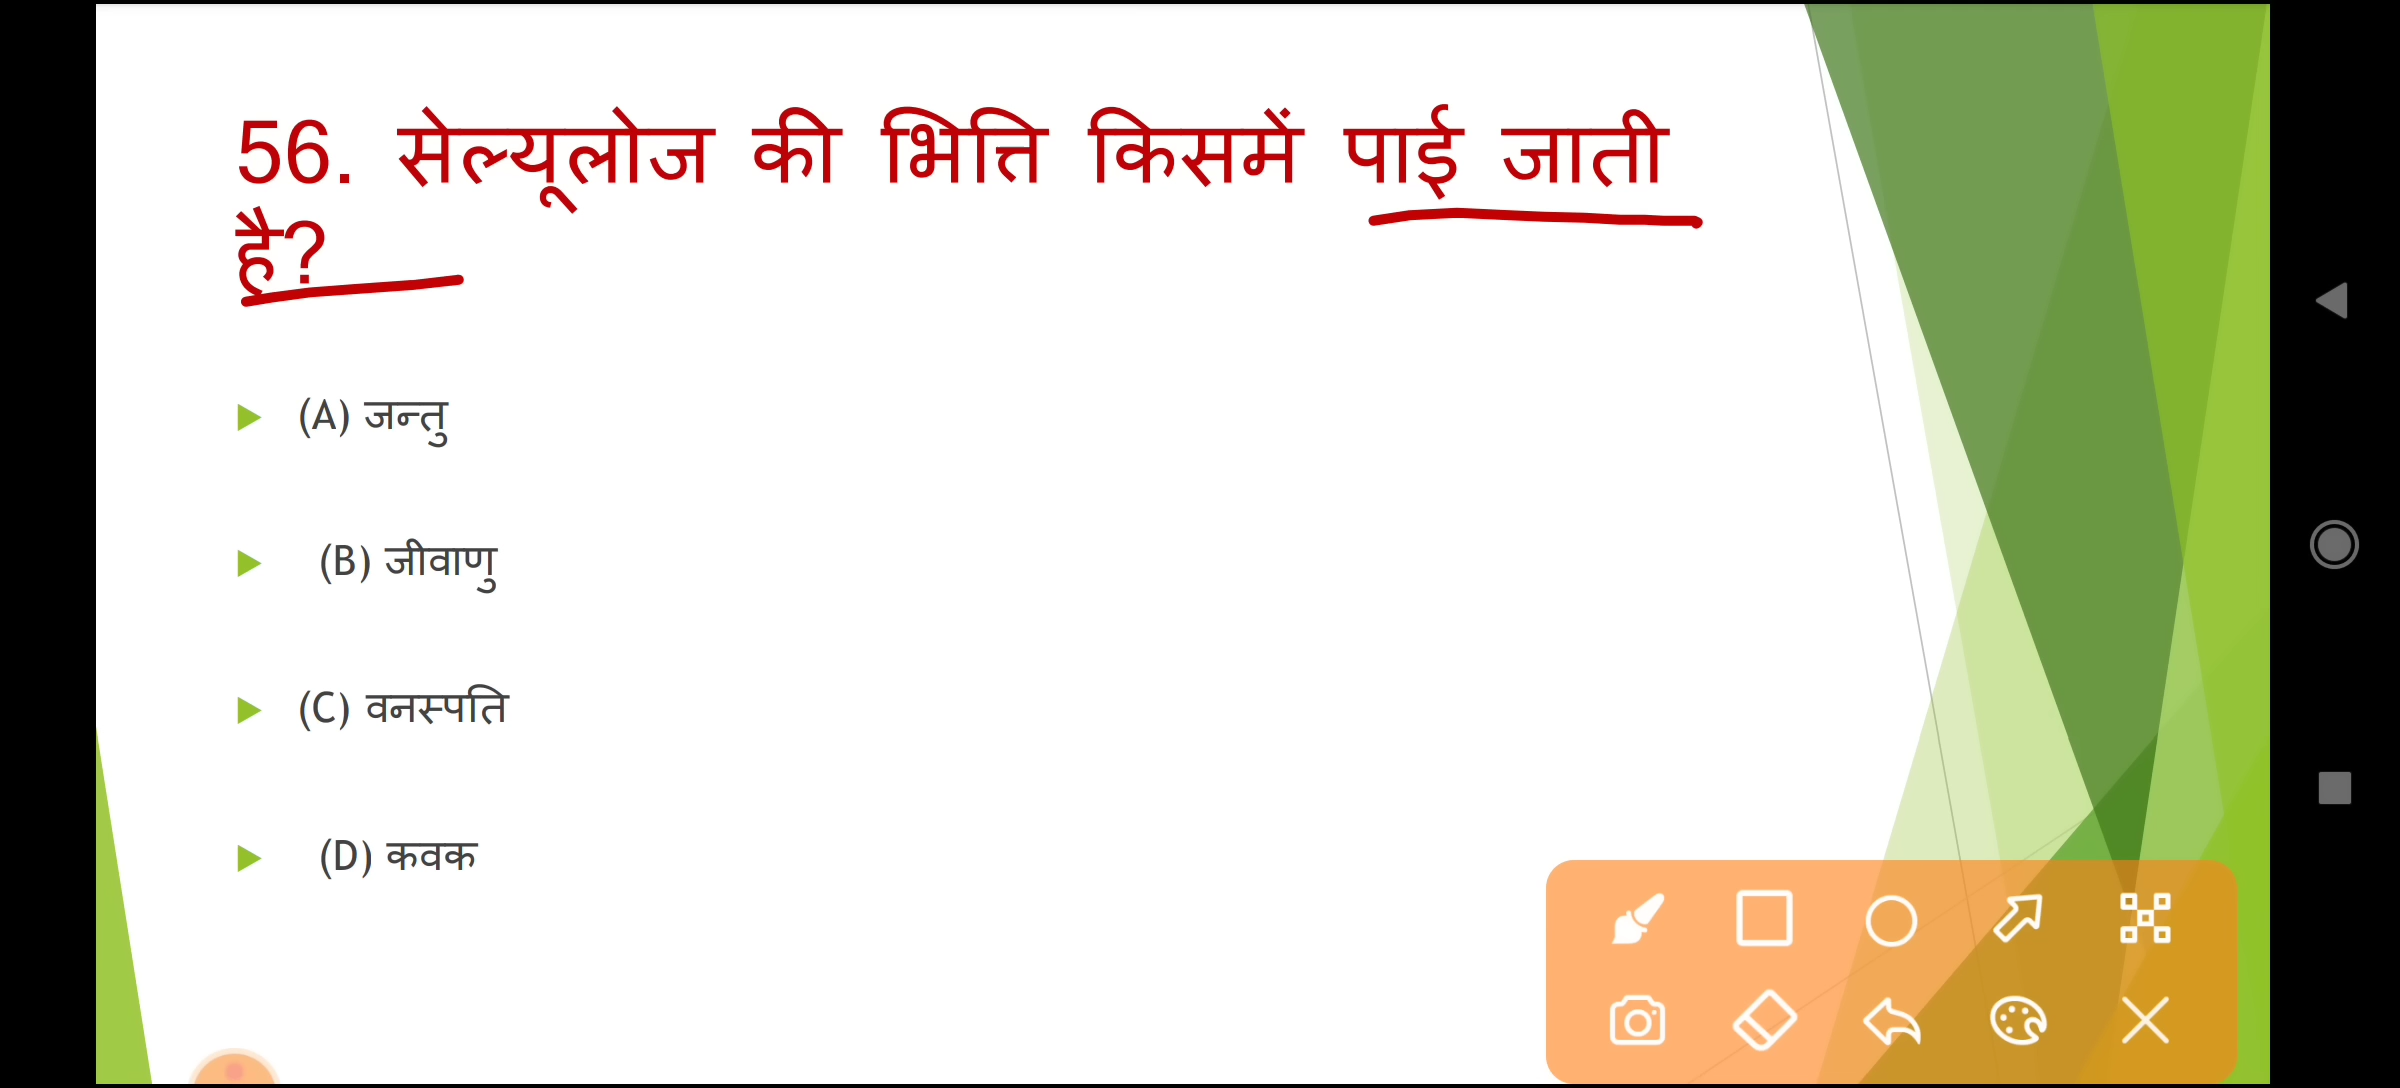 56. सेल्यूलोज की भित्ति किसमें पाई जाती
है?
(A) जन्तु
(B) जीवाणु
(C) वनस्पति
(D) कवक